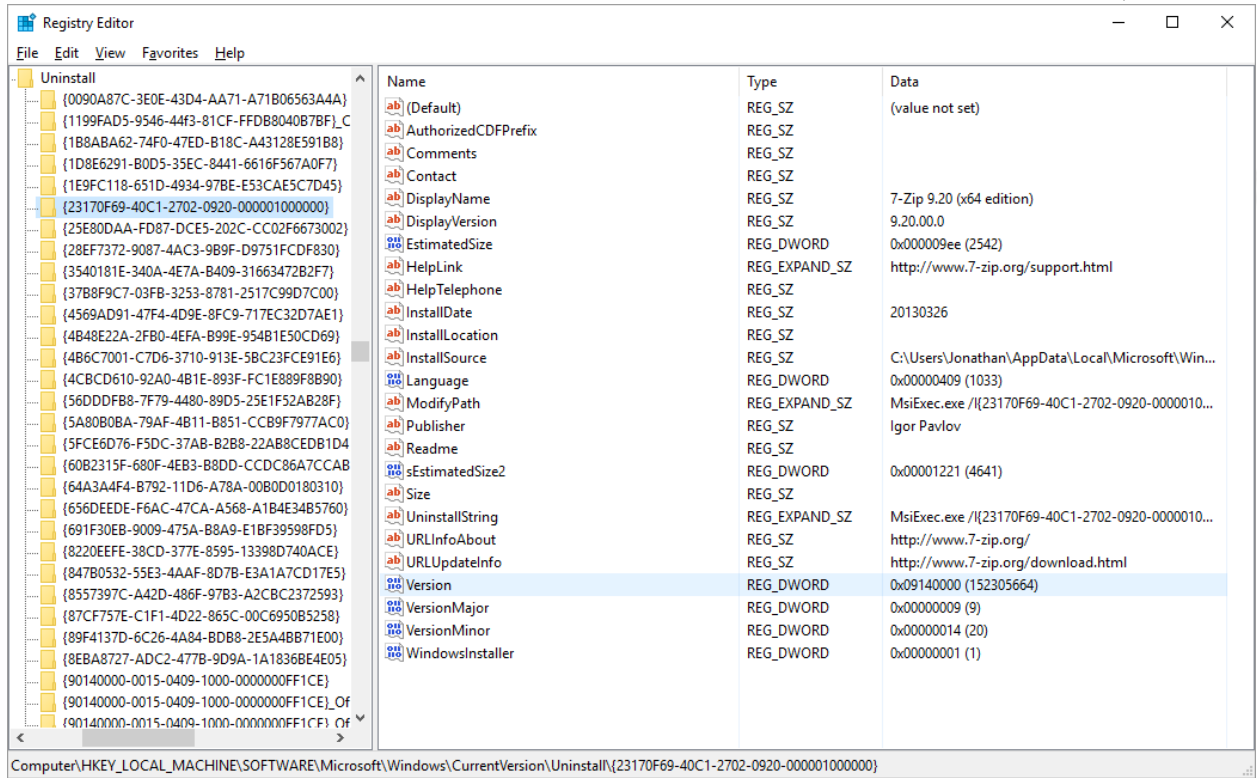 Registry Editor
File Edit View Favorites Help
Uninstall
{0090A87C-3E0E-43D4-AA71-A71B06563A4A}
{1199FAD5-9546-44f3-81CF-FFDB8040B7BF}_C
{1B8ABA62-74F0-47ED-B18C-A43128E591B8}
{1D8E6291-B0D5-35EC-8441-6616F567A0F7}
{1E9FC118-651D-4934-97BE-E53CAE5C7D45}
{23170F69-40C1-2702-0920-000001000000}
{25E80DAA-FD87-DCE5-202C-CC02F6673002}
{28EF7372-9087-4AC3-9B9F-D9751FCDF830}
{3540181E-340A-4E7A-B409-31663472B2F7}
{37B8F9C7-03FB-3253-8781-2517C99D7C00}
{4569AD91-47F4-4D9E-8FC9-717EC32D7AE1}
{4B48E22A-2FB0-4EFA-B99E-954B1E50CD69}
{4B6C7001-C7D6-3710-913E-5BC23FCE91E6}
{4CBCD610-92A0-4B1E-893F-FC1E889F8B90}
{56DDDFB8-7F79-4480-89D5-25E1F52AB28F}
{5A80B0BA-79AF-4B11-B851-CCB9F7977AC0}
{5FCE6D76-F5DC-37AB-B2B8-22AB8CEDB1D4
{60B2315F-680F-4EB3-B8DD-CCDC86A7CCAB
{64A3A4F4-B792-11D6-A78A-00B0D0180310}
{656DEEDE-F6AC-47CA-A568-A1B4E34B5760}
{691F30EB-9009-475A-B8A9-E1BF39598FD5}
{8220EEFE-38CD-377E-8595-13398D740ACE}
{847B0532-55E3-4AAF-8D7B-E3A1A7CD17E5}
{8557397C-A42D-486F-97B3-A2CBC2372593}
{87CF757E-C1F1-4D22-865C-00C6950B5258}
{89F4137D-6C26-4A84-BDB8-2E5A4BB71E00}
{8EBA8727-ADC2-477B-9D9A-1A1836BE4E05}
{90140000-0015-0409-1000-0000000FF1CE}
{90140000-0015-0409-1000-0000000FF1CE}_Of
{90140000-0015-0409-1000-0000000FF1CE}_Of
Name Type Data
(Default) REG_SZ (value not set)
AuthorizedCDFPrefix REG_SZ
Comments REG_SZ
Contact REG_SZ
DisplayName REG_SZ 7-Zip 9.20 (x64 edition)
DisplayVersion REG_SZ 9.20.00.0
EstimatedSize REG_DWORD 0x000009ee (2542)
HelpLink REG_EXPAND_SZ http://www.7-zip.org/support.html
HelpTelephone REG_SZ
InstallDate REG_SZ 20130326
InstallLocation REG_SZ
InstallSource REG_SZ C:\Users\Jonathan\AppData\Local\Microsoft\Win...
Language REG_DWORD 0x00000409 (1033)
ModifyPath REG_EXPAND_SZ MsiExec.exe /I{23170F69-40C1-2702-0920-0000010...
Publisher REG_SZ Igor Pavlov
Readme REG_SZ
sEstimatedSize2 REG_DWORD 0x00001221 (4641)
Size REG_SZ
UninstallString REG_EXPAND_SZ MsiExec.exe /I{23170F69-40C1-2702-0920-0000010...
URLInfoAbout REG_SZ http://www.7-zip.org/
URLUpdateInfo REG_SZ http://www.7-zip.org/download.html
Version REG_DWORD 0x09140000 (152305664)
VersionMajor REG_DWORD 0x00000009 (9)
VersionMinor REG_DWORD 0x00000014 (20)
WindowsInstaller REG_DWORD 0x00000001 (1)
Computer\HKEY_LOCAL_MACHINE\SOFTWARE\Microsoft\Windows\CurrentVersion\Uninstall\{23170F69-40C1-2702-0920-000001000000}